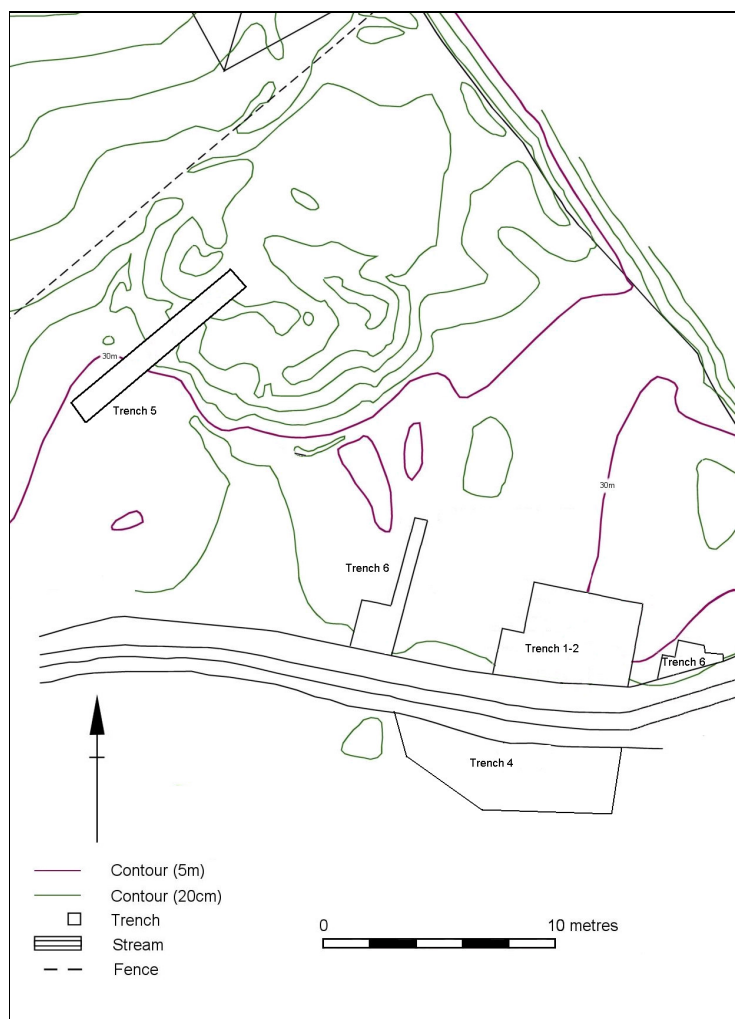 30m
Trench 5
30m
Trench 6
Trench 1-2
Trench 6
Trench 4
Contour (5m)
Contour (20cm)
Trench
Stream
Fence
0 10 metres